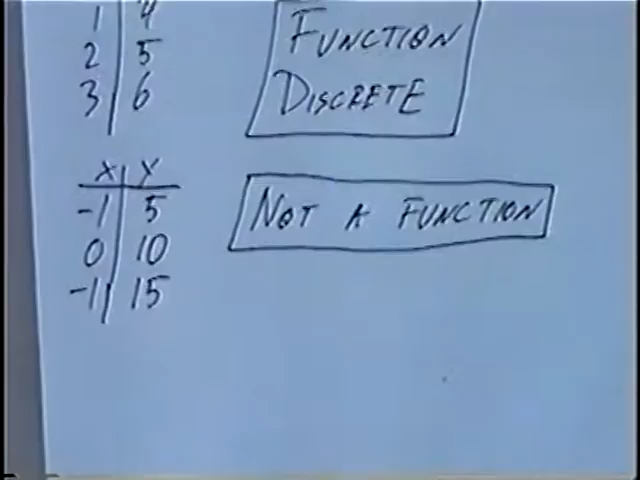 1 | 4
2 | 5
3 | 6
FUNCTION
DISCRETE
X | Y
-1 | 5
0 | 10
-1 | 15
NOT A FUNCTION